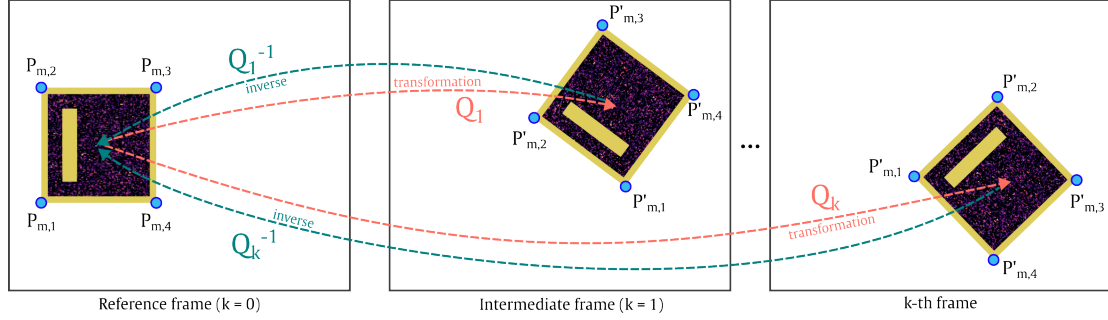 P'm,3
Pm,2
Pm,3
Q1-1
inverse
transformation
Q1
P'm,4
P'm,2
P'm,2
...
P'm,1
P'm,1
Qk
P'm,3
Pm,1
Pm,4
inverse
Qk-1
transformation
P'm,4
Reference frame (k = 0)
Intermediate frame (k = 1)
k-th frame